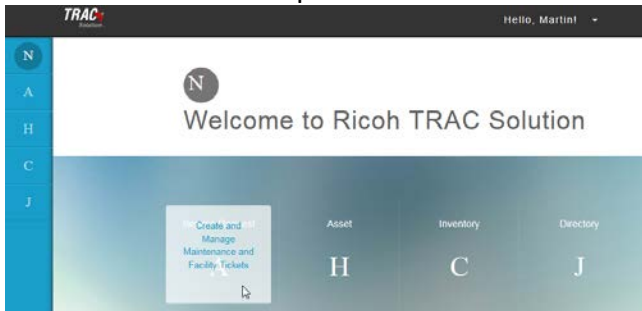 TRAC
Solution
Hello, Martin!
N
A
H
C
J
N
Welcome to Ricoh TRAC Solution
Create and
Manage
Maintenance and
Facility Tickets
A
Asset
H
Inventory
C
Directory
J